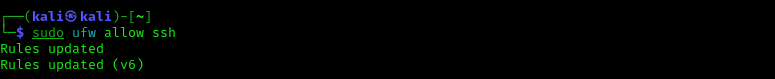 ┌──(kali㉿kali)-[~]
└─$ sudo ufw allow ssh
Rules updated
Rules updated (v6)